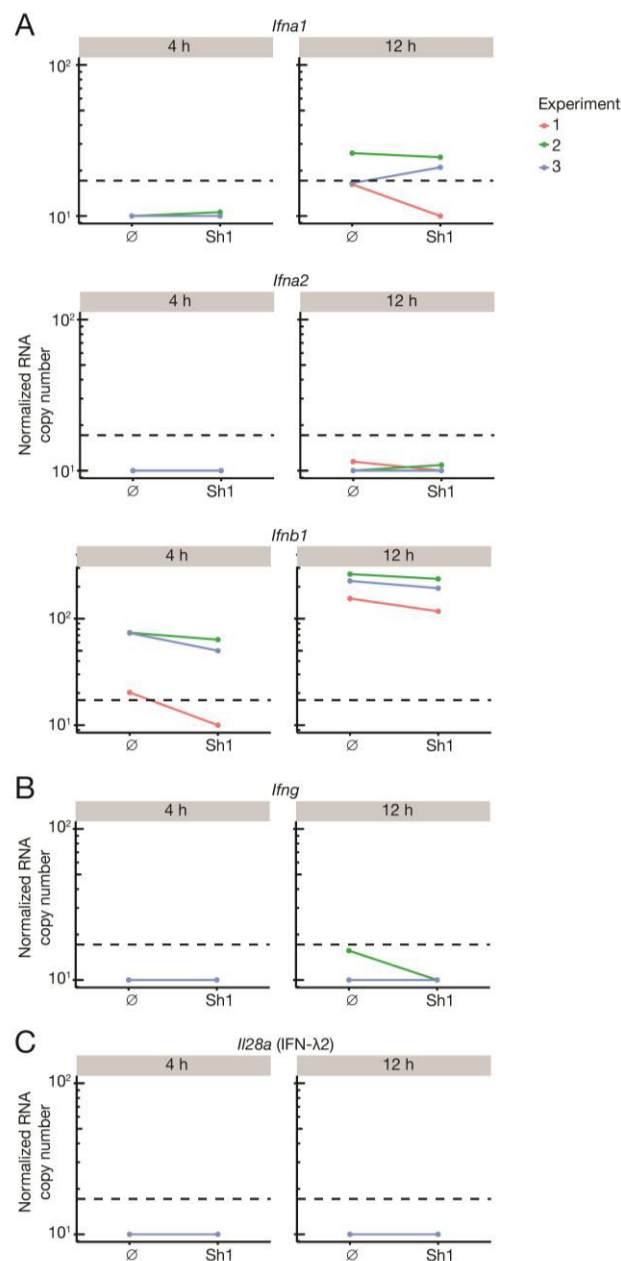 A
Ifna1
4 h
12 h
10²
10¹
∅ Sh1
∅ Sh1
Experiment
1
2
3
Ifna2
4 h
12 h
Normalized RNA
copy number
10²
10¹
∅ Sh1
∅ Sh1
Ifnb1
4 h
12 h
10²
10¹
∅ Sh1
∅ Sh1
B
Ifng
4 h
12 h
Normalized RNA
copy number
10²
10¹
∅ Sh1
∅ Sh1
C
Il28a (IFN-λ2)
4 h
12 h
Normalized RNA
copy number
10²
10¹
∅ Sh1
∅ Sh1